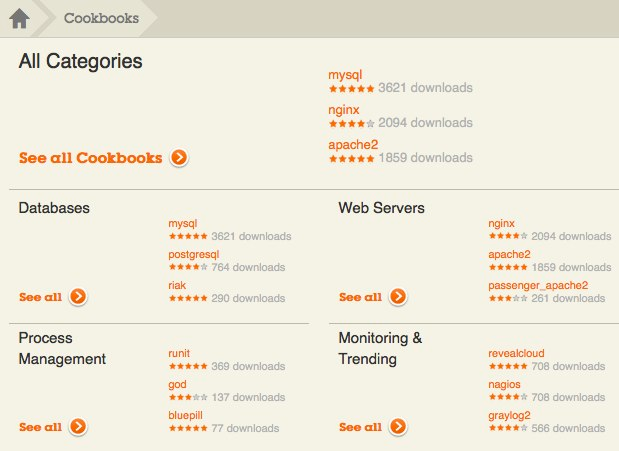 Cookbooks
All Categories
mysql
3621 downloads
nginx
2094 downloads
apache2
1859 downloads
See all Cookbooks
Databases
mysql
3621 downloads
postgresql
764 downloads
riak
290 downloads
See all
Web Servers
nginx
2094 downloads
apache2
1859 downloads
passenger_apache2
261 downloads
See all
Process
Management
runit
369 downloads
god
137 downloads
bluepill
77 downloads
See all
Monitoring &
Trending
revealcloud
708 downloads
nagios
708 downloads
graylog2
566 downloads
See all